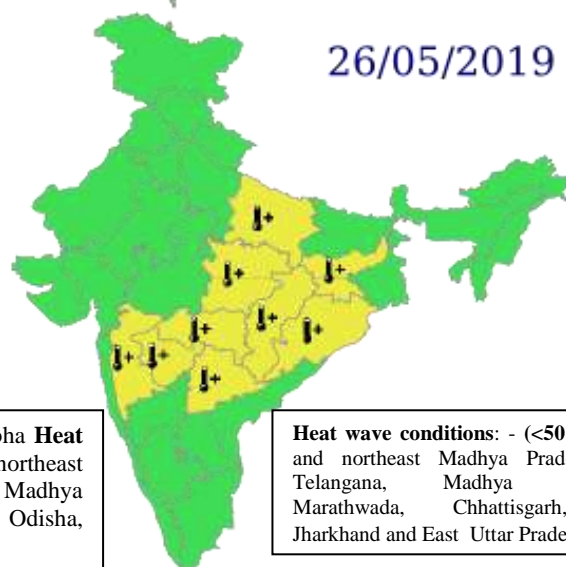 26/05/2019
Heat
northeast
Madhya
Odisha,
Heat wave conditions: - (<50
and northeast Madhya Prad
Telangana, Madhya
Marathwada, Chhattisgarh,
Jharkhand and East Uttar Prade